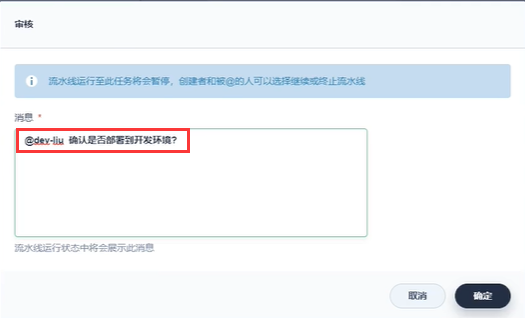 审核
流水线运行至此任务将会暂停，创建者和被@的人可以选择继续或终止流水线
消息 *
@dev-liu 确认是否部署到开发环境?
流水线运行状态中将会展示此消息
取消
确定